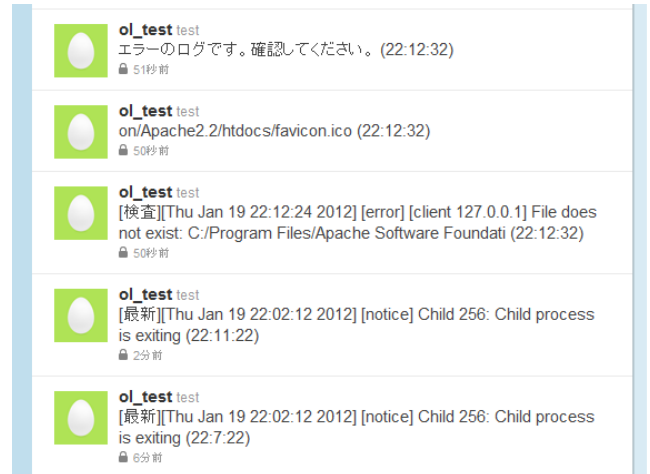 ol_test test
エラーのログです。確認してください。 (22:12:32)
51秒前
ol_test test
on/Apache2.2/htdocs/favicon.ico (22:12:32)
50秒前
ol_test test
[検査][Thu Jan 19 22:12:24 2012] [error] [client 127.0.0.1] File does
not exist: C:/Program Files/Apache Software Foundati (22:12:32)
50秒前
ol_test test
[最新][Thu Jan 19 22:02:12 2012] [notice] Child 256: Child process
is exiting (22:11:22)
2分前
ol_test test
[最新][Thu Jan 19 22:02:12 2012] [notice] Child 256: Child process
is exiting (22:7:22)
6分前